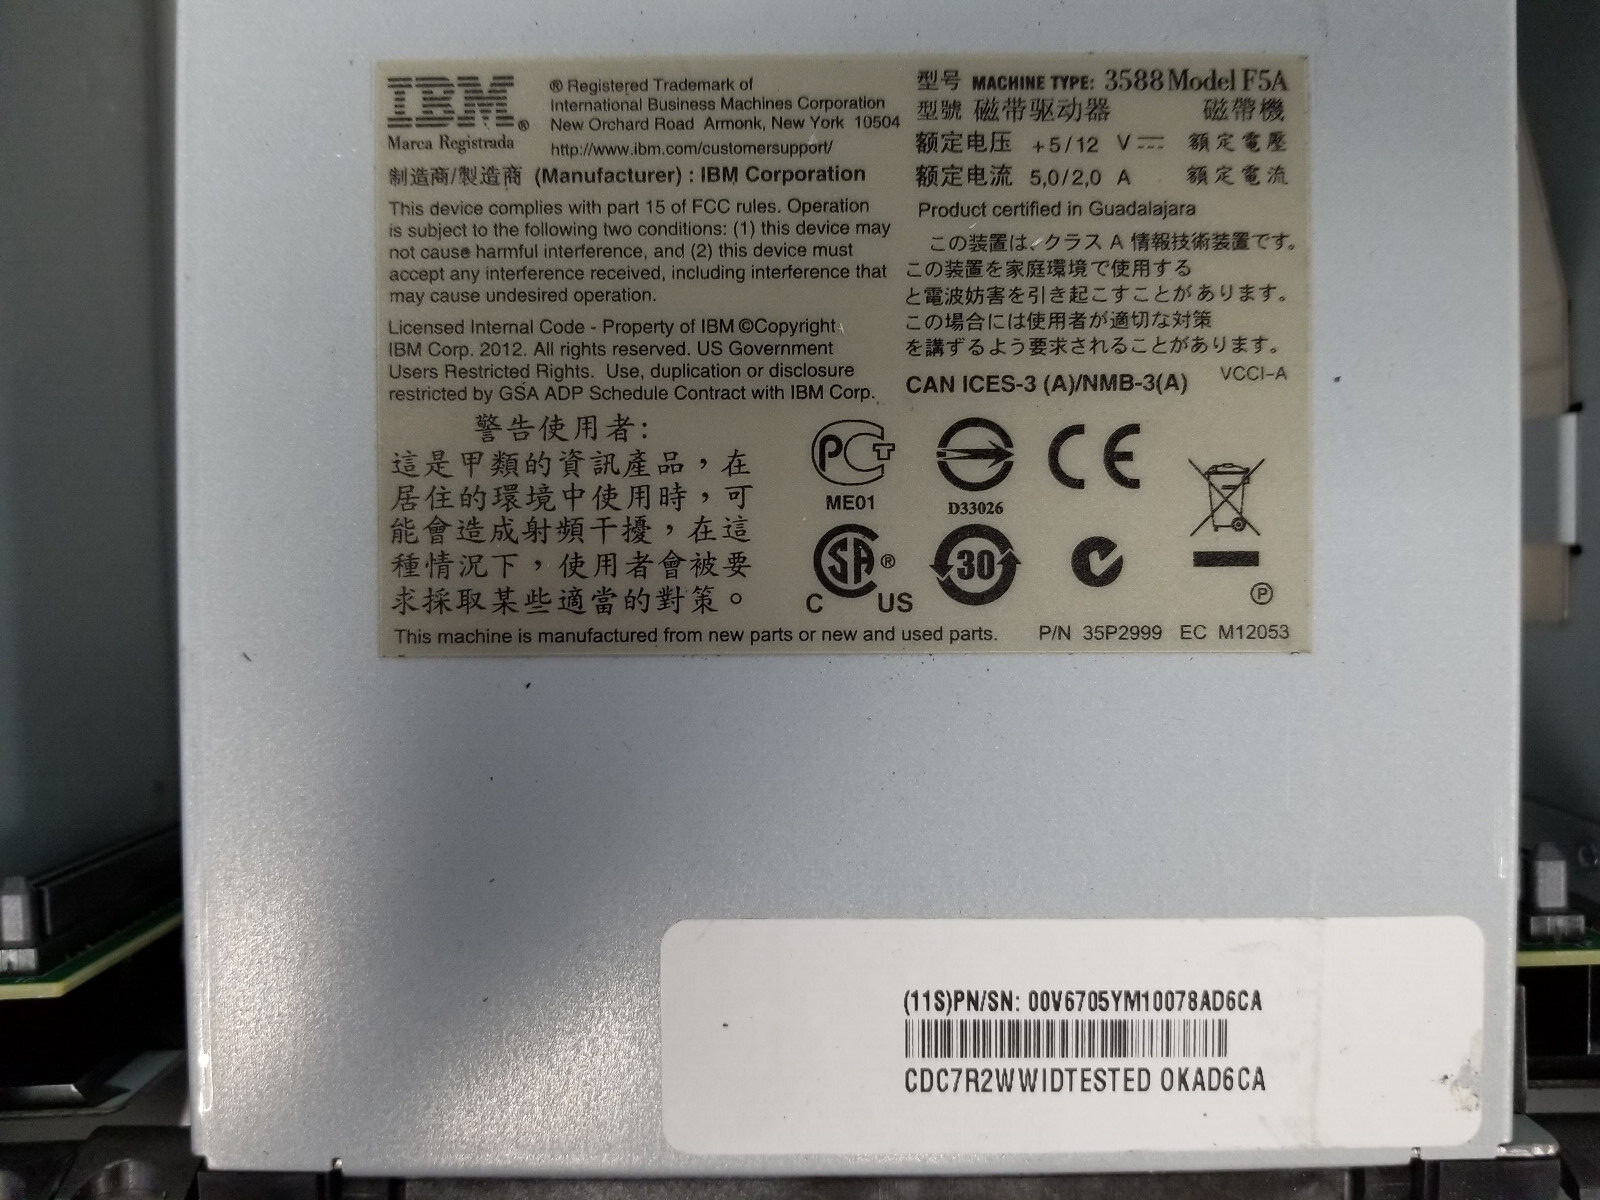 IBM®
Marca Registrada
® Registered Trademark of
International Business Machines Corporation
New Orchard Road Armonk, New York 10504
http://www.ibm.com/customersupport/
制造商/製造商 (Manufacturer) : IBM Corporation
This device complies with part 15 of FCC rules. Operation
is subject to the following two conditions: (1) this device may
not cause harmful interference, and (2) this device must
accept any interference received, including interference that
may cause undesired operation.
Licensed Internal Code - Property of IBM ©Copyright
IBM Corp. 2012. All rights reserved. US Government
Users Restricted Rights. Use, duplication or disclosure
restricted by GSA ADP Schedule Contract with IBM Corp.
警告使用者:
這是甲類的資訊產品，在
居住的環境中使用時，可
能會造成射頻干擾，在這
種情況下，使用者會被要
求採取某些適當的對策。
型号 MACHINE TYPE: 3588 Model F5A
型號 磁带驱动器 磁帶機
额定电压 +5/12 V⎓ 額定電壓
额定电流 5,0/2,0 A 額定電流
Product certified in Guadalajara
この装置は、クラス A 情報技術装置です。
この装置を家庭環境で使用する
と電波妨害を引き起こすことがあります。
この場合には使用者が適切な対策
を講ずるよう要求されることがあります。
VCCI-A
CAN ICES-3 (A)/NMB-3(A)
PCT
ME01
D33026
CE
C SA® US
30
P
This machine is manufactured from new parts or new and used parts. P/N 35P2999 EC M12053
(11S)PN/SN: 00V6705YM10078AD6CA
CDC7R2WWIDTESTED OKAD6CA